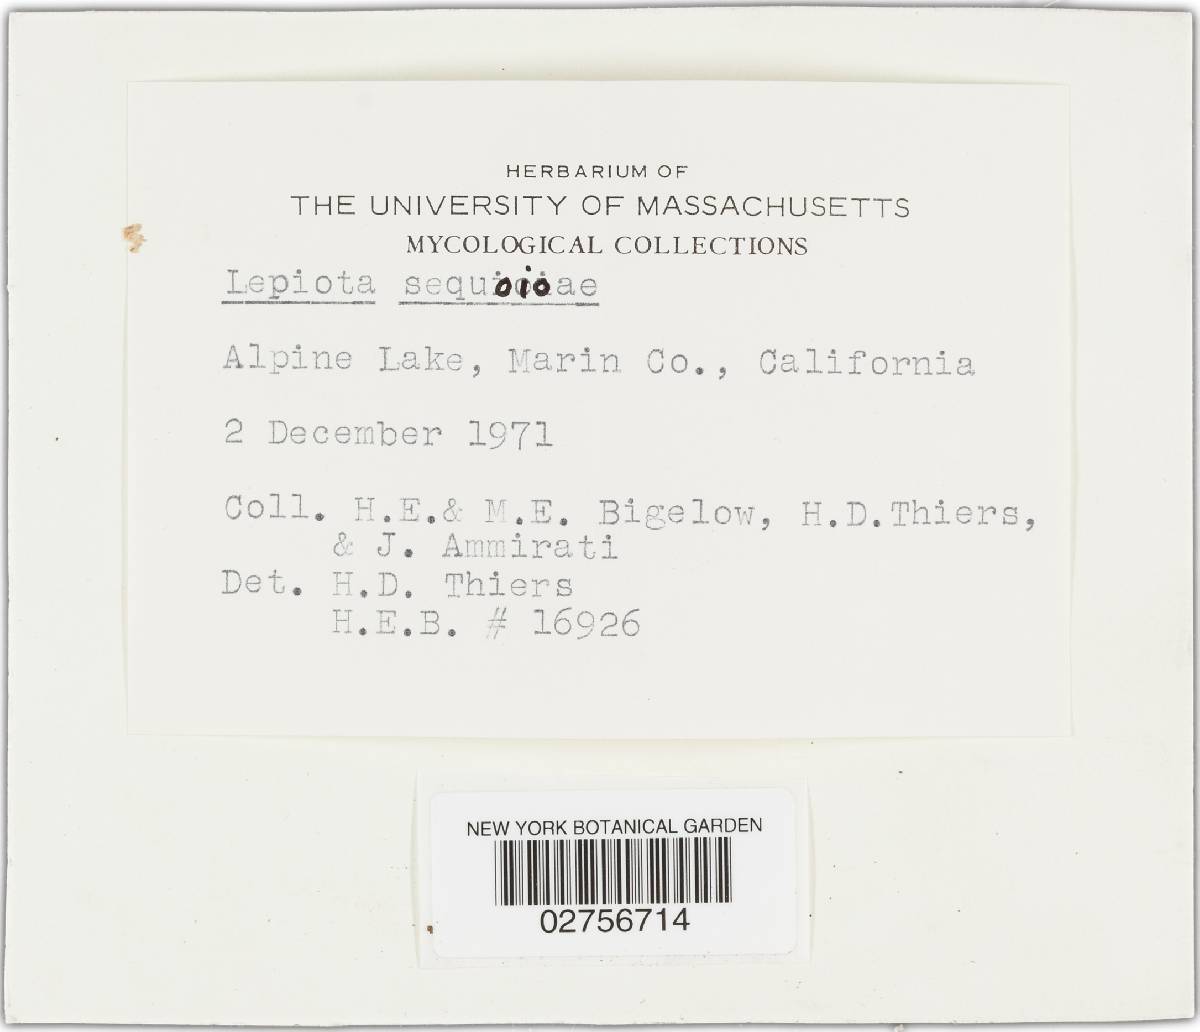 HERBARIUM OF
THE UNIVERSITY OF MASSACHUSETTS
MYCOLOGICAL COLLECTIONS
Lepiota sequoioiae
Alpine Lake, Marin Co., California
2 December 1971
Coll. H.E.& M.E. Bigelow, H.D.Thiers,
& J. Ammirati
Det. H.D. Thiers
H.E.B. # 16926
NEW YORK BOTANICAL GARDEN
02756714